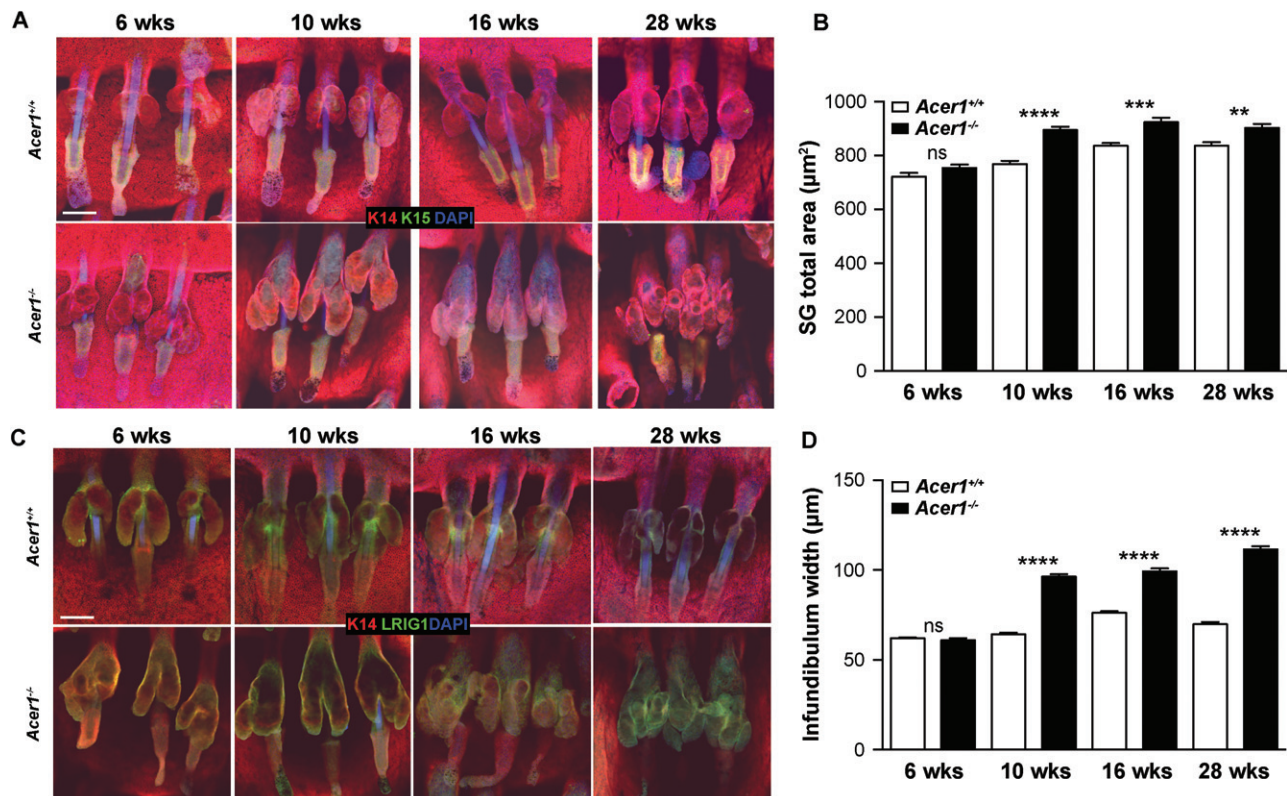 A
6 wks 10 wks 16 wks 28 wks
Acer1+/+
K14 K15 DAPI
Acer1-/-
B
Acer1+/+
Acer1-/-
SG total area (µm²)
1000
800
600
400
200
0
ns **** *** **
6 wks 10 wks 16 wks 28 wks
C
6 wks 10 wks 16 wks 28 wks
Acer1+/+
K14 LRIG1DAPI
Acer1-/-
D
Acer1+/+
Acer1-/-
Infundibulum width (µm)
150
100
50
0
ns **** **** ****
6 wks 10 wks 16 wks 28 wks